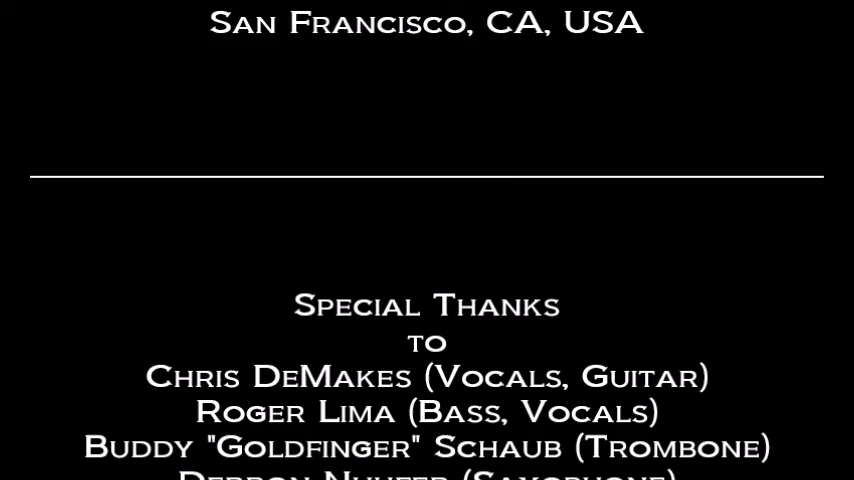 San Francisco, CA, USA
Special Thanks
to
Chris DeMakes (Vocals, Guitar)
Roger Lima (Bass, Vocals)
Buddy "Goldfinger" Schaub (Trombone)
(Saxophone)